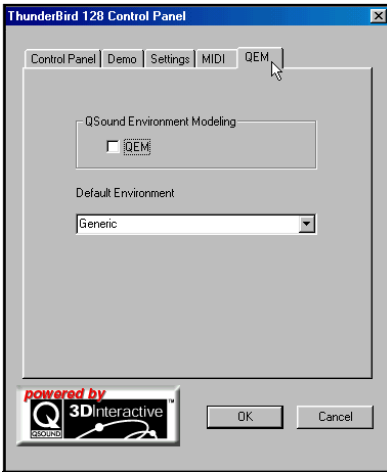 ThunderBird 128 Control Panel
Control Panel Demo Settings MIDI QEM
QSound Environment Modeling
QEM
Default Environment
Generic
powered by
Q 3DInteractive™
QSOUND
OK Cancel